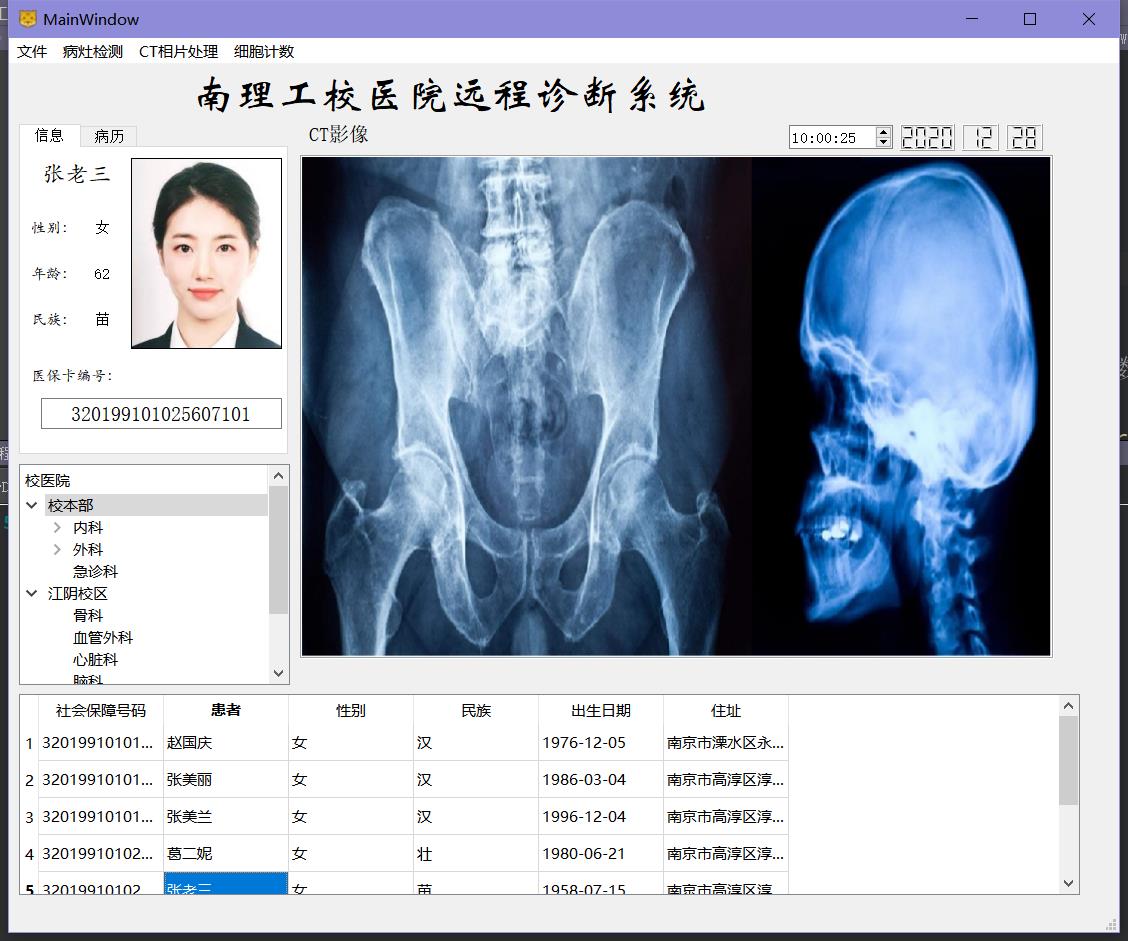 MainWindow
文件 病灶检测 CT相片处理 细胞计数
南理工校医院远程诊断系统
信息 病历
CT影像
10:00:25 2020 12 28
张老三
性别: 女
年龄: 62
民族: 苗
医保卡编号:
320199101025607101
校医院
校本部
内科
外科
急诊科
江阴校区
骨科
血管外科
心脏科
脑科
社会保障号码 患者 性别 民族 出生日期 住址
1 32019910101... 赵国庆 女 汉 1976-12-05 南京市溧水区永...
2 32019910101... 张美丽 女 汉 1986-03-04 南京市高淳区淳...
3 32019910101... 张美兰 女 汉 1996-12-04 南京市高淳区淳...
4 32019910102... 葛二妮 女 壮 1980-06-21 南京市高淳区淳...
5 32019910102 张老三 女 苗 1958-07-15 南京市高淳区淳